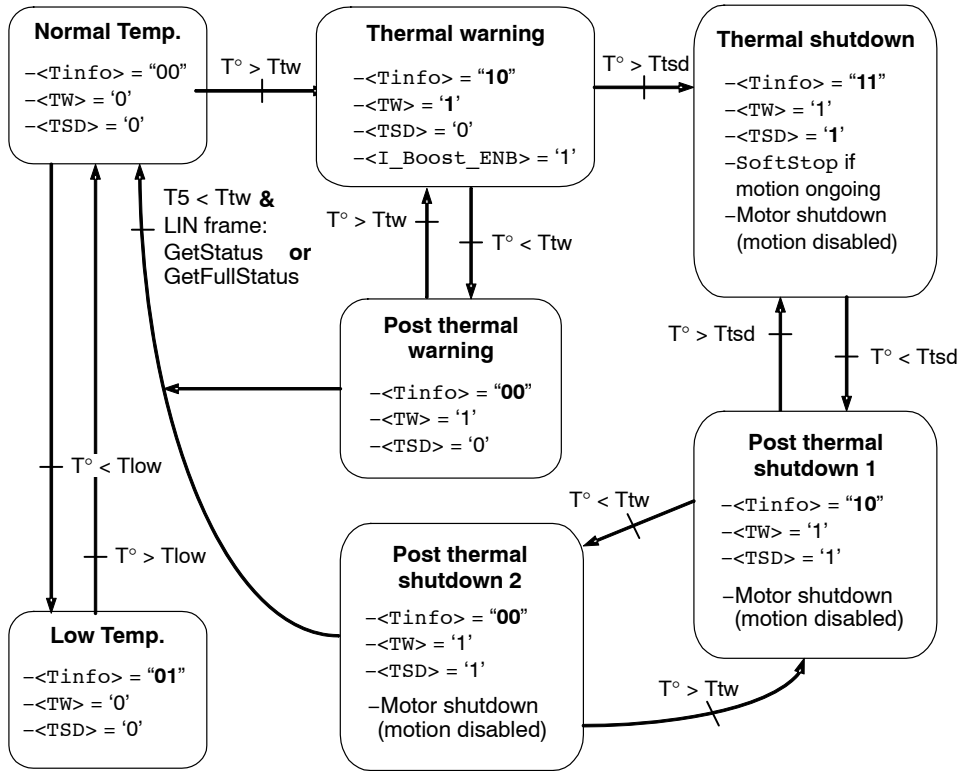 Normal Temp.
–<Tinfo> = “00”
–<TW> = ‘0’
–<TSD> = ‘0’
T° > Ttw
Thermal warning
–<Tinfo> = “10”
–<TW> = ‘1’
–<TSD> = ‘0’
–<I_Boost_ENB> = ‘1’
T° > Ttsd
Thermal shutdown
–<Tinfo> = “11”
–<TW> = ‘1’
–<TSD> = ‘1’
–SoftStop if
motion ongoing
–Motor shutdown
(motion disabled)
T5 < Ttw &
LIN frame:
GetStatus or
GetFullStatus
T° > Ttw
T° < Ttw
Post thermal
warning
–<Tinfo> = “00”
–<TW> = ‘1’
–<TSD> = ‘0’
T° > Ttsd
T° < Ttsd
Post thermal
shutdown 1
–<Tinfo> = “10”
–<TW> = ‘1’
–<TSD> = ‘1’
–Motor shutdown
(motion disabled)
T° < Tlow
T° > Tlow
T° < Ttw
Post thermal
shutdown 2
–<Tinfo> = “00”
–<TW> = ‘1’
–<TSD> = ‘1’
–Motor shutdown
(motion disabled)
T° > Ttw
Low Temp.
–<Tinfo> = “01”
–<TW> = ‘0’
–<TSD> = ‘0’